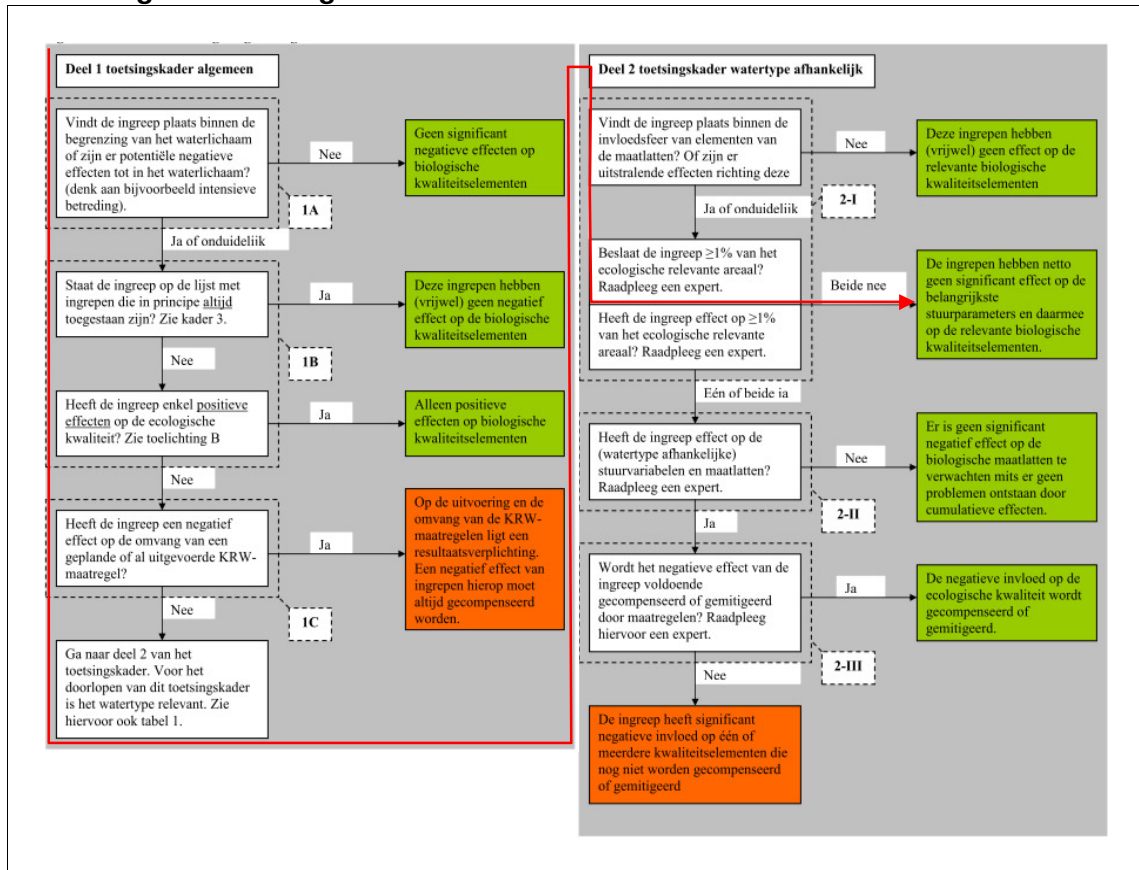 Deel 1 toetsingskader algemeen
Vindt de ingreep plaats binnen de
begrenzing van het waterlichaam
of zijn er potentiële negatieve
effecten tot in het waterlichaam?
(denk aan bijvoorbeeld intensieve
betreding).
Nee
Geen significant
negatieve effecten op
biologische
kwaliteitselementen
1A
Ja of onduidelijk
Staat de ingreep op de lijst met
ingrepen die in principe altijd
toegestaan zijn? Zie kader 3.
Ja
Deze ingrepen hebben
(vrijwel) geen negatief
effect op de biologische
kwaliteitselementen
Nee
1B
Heeft de ingreep enkel positieve
effecten op de ecologische
kwaliteit? Zie toelichting B
Ja
Alleen positieve
effecten op biologische
kwaliteitselementen
Nee
Heeft de ingreep een negatief
effect op de omvang van een
geplande of al uitgevoerde KRW-
maatregel?
Ja
Op de uitvoering en de
omvang van de KRW-
maatregelen ligt een
resultaatsverplichting.
Een negatief effect van
ingrepen hierop moet
altijd gecompenseerd
worden.
Nee
1C
Ga naar deel 2 van het
toetsingskader. Voor het
doorlopen van dit toetsingskader
is het watertype relevant. Zie
hiervoor ook tabel 1.
Deel 2 toetsingskader watertype afhankelijk
Vindt de ingreep plaats binnen de
invloedsfeer van elementen van
de maatlatten? Of zijn er
uitstralende effecten richting deze
Nee
Deze ingrepen hebben
(vrijwel) geen effect op de
relevante biologische
kwaliteitselementen
2-I
Ja of onduidelijk
Beslaat de ingreep ≥1% van het
ecologische relevante areaal?
Raadpleeg een expert.
Beide nee
De ingrepen hebben netto
geen significant effect op de
belangrijkste
stuurparameters en daarmee
op de relevante biologische
kwaliteitselementen.
Heeft de ingreep effect op ≥1%
van het ecologische relevante
areaal? Raadpleeg een expert.
Eén of beide ja
Heeft de ingreep effect op de
(watertype afhankelijke)
stuurvariabelen en maatlatten?
Raadpleeg een expert.
Nee
Er is geen significant
negatief effect op de
biologische maatlatten te
verwachten mits er geen
problemen ontstaan door
cumulatieve effecten.
2-II
Ja
Wordt het negatieve effect van de
ingreep voldoende
gecompenseerd of gemitigeerd
door maatregelen? Raadpleeg
hiervoor een expert.
Ja
De negatieve invloed op de
ecologische kwaliteit wordt
gecompenseerd of
gemitigeerd.
2-III
Nee
De ingreep heeft significant
negatieve invloed op één of
meerdere kwaliteitselementen die
nog niet worden gecompenseerd
of gemitigeerd